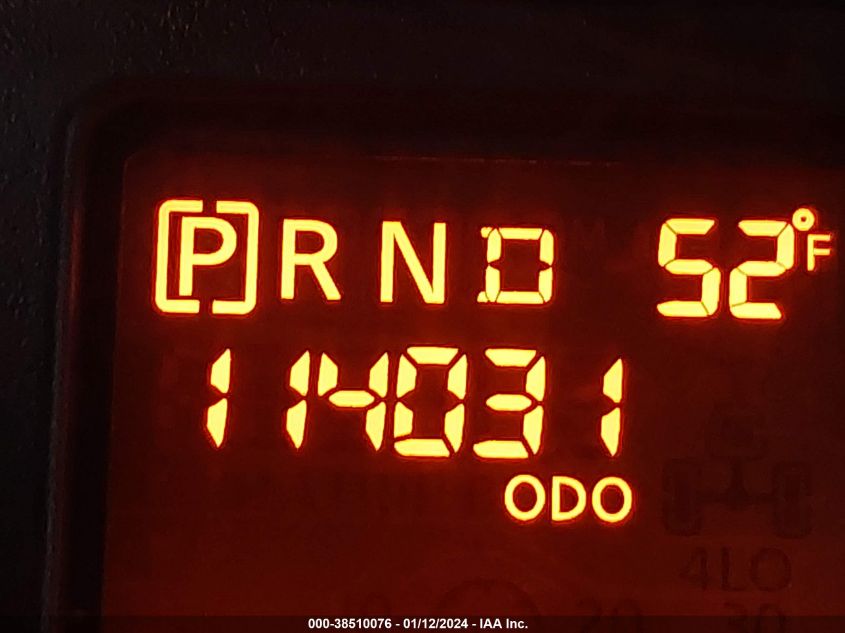 P R N D 52°F
114031
ODO
4LO
000-38510076 - 01/12/2024 - IAA Inc.